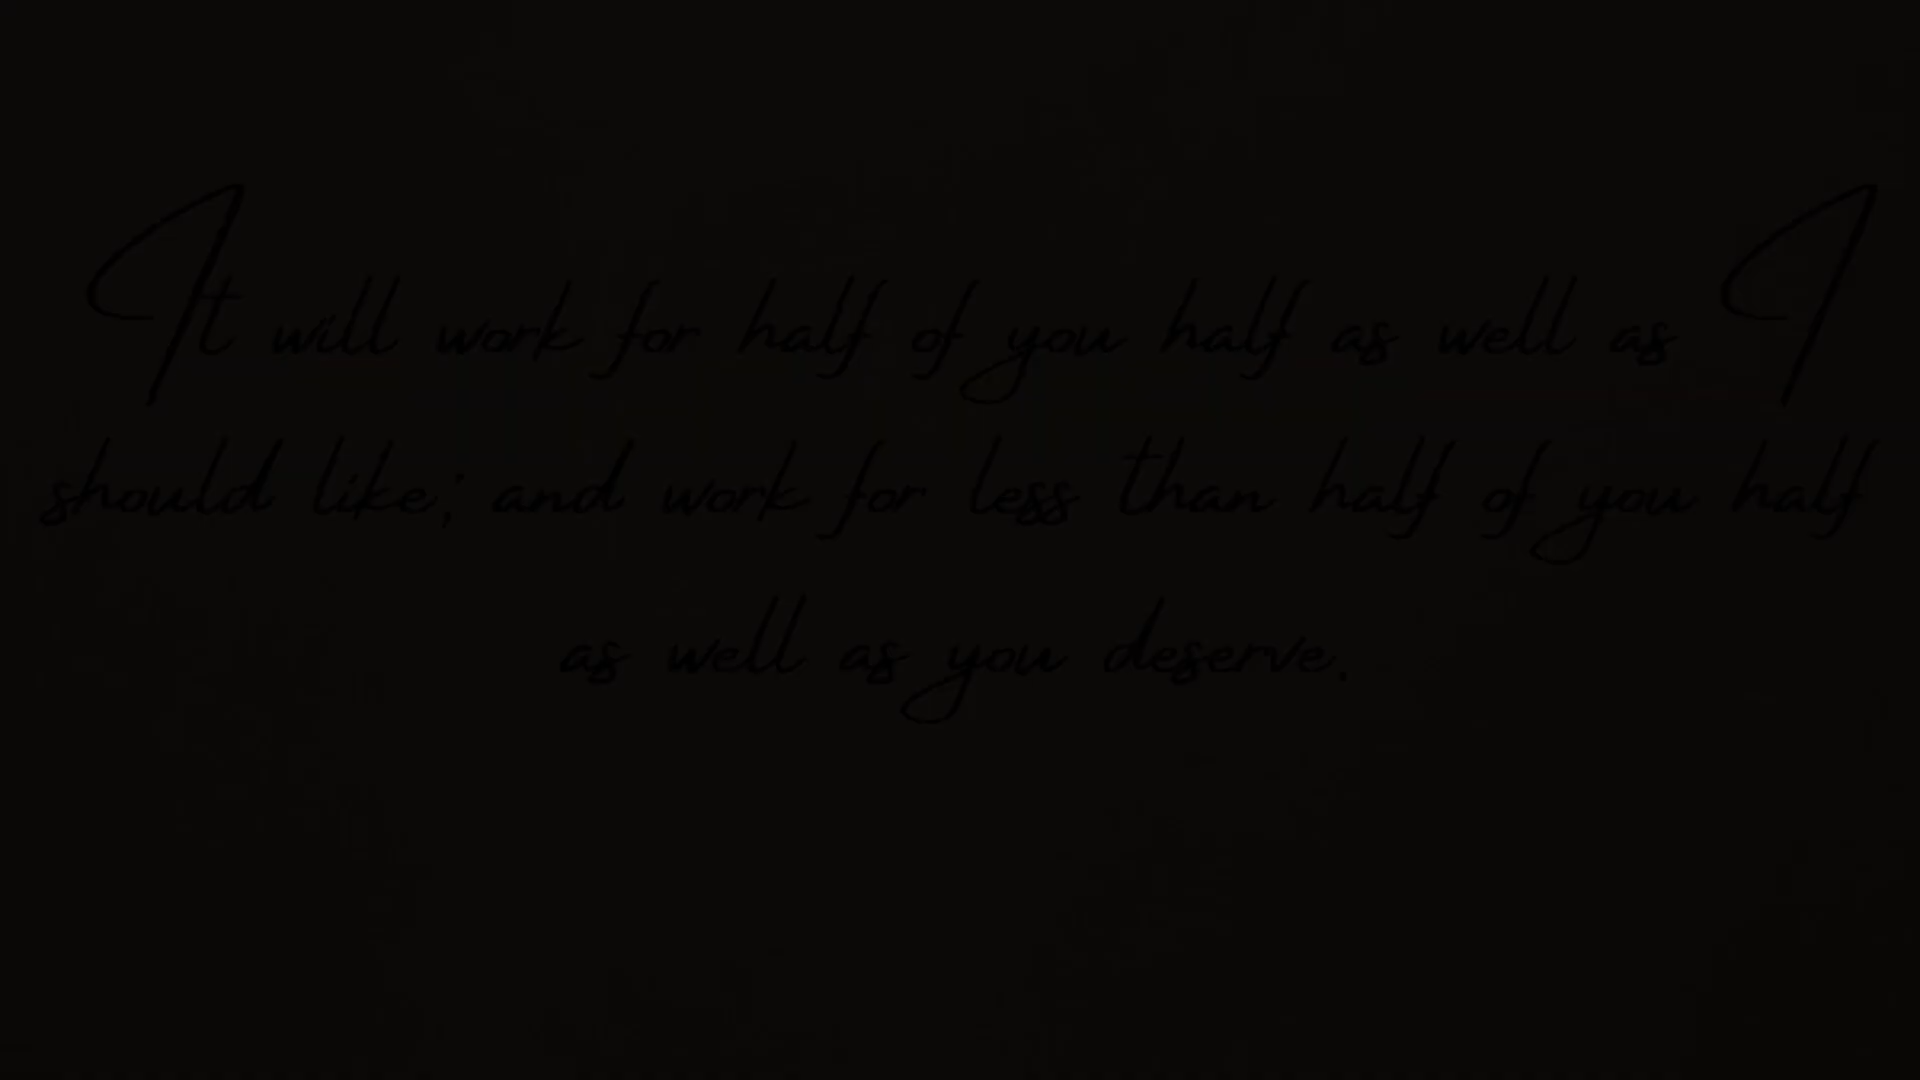 It will work for half of you half as well as I
should like; and work for less than half of you half
as well as you deserve.